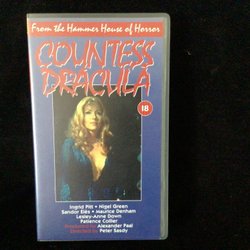 From the Hammer House of Horror
COUNTESS
DRACULA
18
Ingrid Pitt • Nigel Green
Sandor Eles • Maurice Denham
Lesley-Anne Down
Patience Collier
Produced by Alexander Paal
Directed by Peter Sasdy